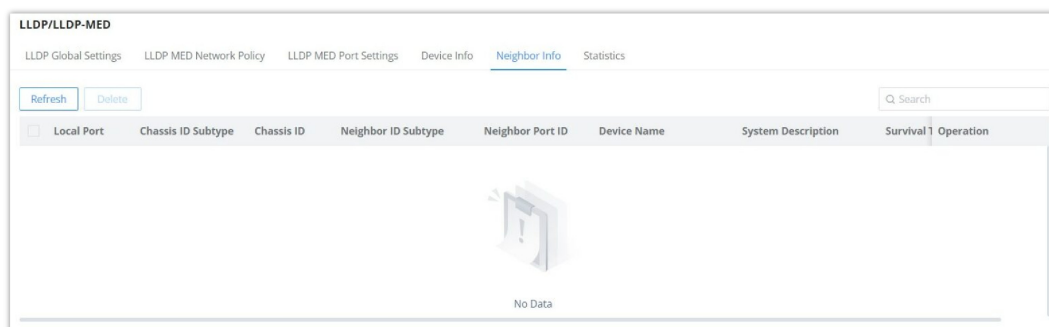 LLDP/LLDP-MED
LLDP Global Settings LLDP MED Network Policy LLDP MED Port Settings Device Info Neighbor Info Statistics
Refresh Delete Search
Local Port Chassis ID Subtype Chassis ID Neighbor ID Subtype Neighbor Port ID Device Name System Description Survival Operation
No Data